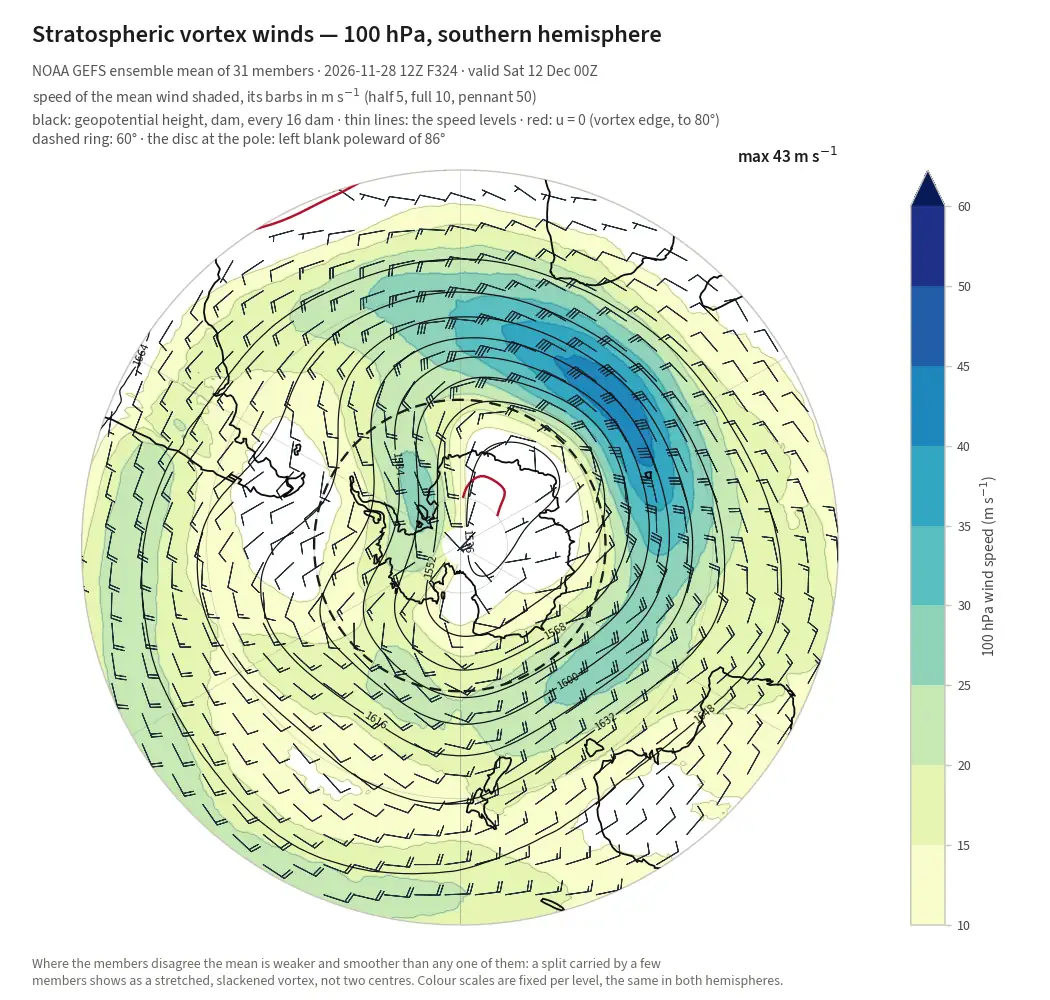 Stratospheric vortex winds — 100 hPa, southern hemisphere
NOAA GEFS ensemble mean of 31 members · 2026-11-28 12Z F324 · valid Sat 12 Dec 00Z
speed of the mean wind shaded, its barbs in m s⁻¹ (half 5, full 10, pennant 50)
black: geopotential height, dam, every 16 dam · thin lines: the speed levels · red: u = 0 (vortex edge, to 80°)
dashed ring: 60° · the disc at the pole: left blank poleward of 86°
max 43 m s⁻¹
60
50
45
40
35
30
25
20
15
10
100 hPa wind speed (m s⁻¹)
1664
1584
1536
1552
1568
1600
1616
1632
1648
Where the members disagree the mean is weaker and smoother than any one of them: a split carried by a few
members shows as a stretched, slackened vortex, not two centres. Colour scales are fixed per level, the same in both hemispheres.